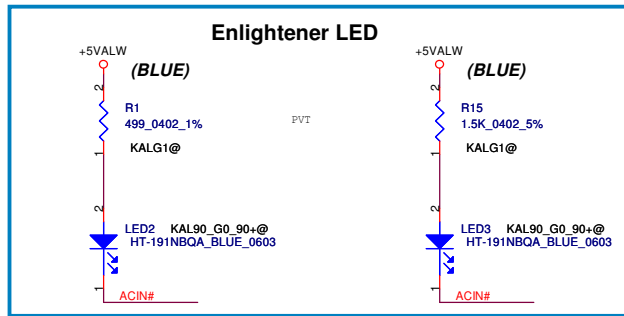 Enlightener LED
+5VALW
(BLUE)
2
R1
499_0402_1%
KALG1@
1
2
LED2 KAL90_G0_90+@
HT-191NBQA_BLUE_0603
1
ACIN#
PVT
+5VALW
(BLUE)
2
R15
1.5K_0402_5%
KALG1@
1
2
LED3 KAL90_G0_90+@
HT-191NBQA_BLUE_0603
1
ACIN#